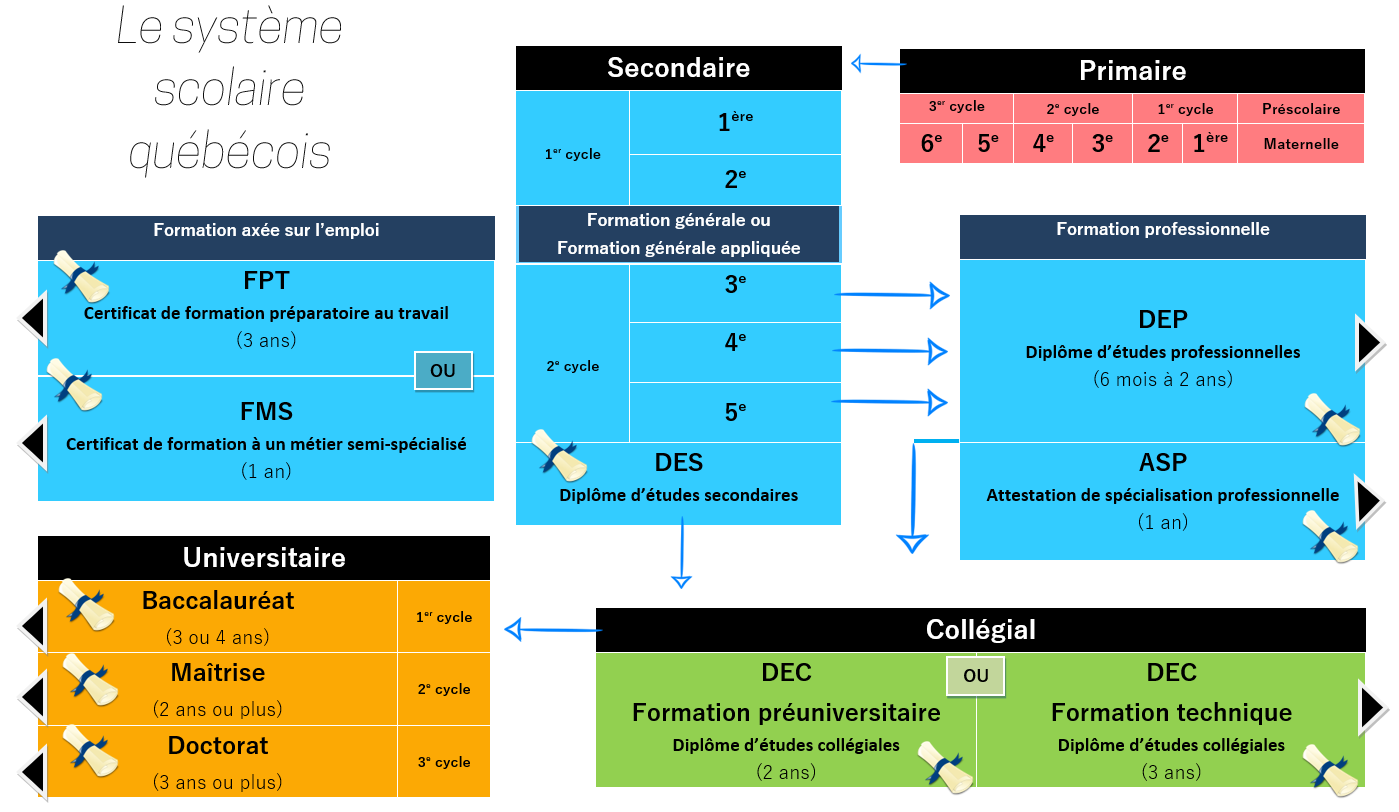 Le système
scolaire
québécois
Primaire
3er cycle
2e cycle
1er cycle
Préscolaire
6e
5e
4e
3e
2e
1ère
Maternelle
Secondaire
1er cycle
1ère
2e
Formation générale ou
Formation générale appliquée
2e cycle
3e
4e
5e
DES
Diplôme d’études secondaires
Formation axée sur l’emploi
FPT
Certificat de formation préparatoire au travail
(3 ans)
OU
FMS
Certificat de formation à un métier semi-spécialisé
(1 an)
Formation professionnelle
DEP
Diplôme d’études professionnelles
(6 mois à 2 ans)
ASP
Attestation de spécialisation professionnelle
(1 an)
Collégial
DEC
Formation préuniversitaire
Diplôme d’études collégiales
(2 ans)
OU
DEC
Formation technique
Diplôme d’études collégiales
(3 ans)
Universitaire
Baccalauréat
(3 ou 4 ans)
1er cycle
Maîtrise
(2 ans ou plus)
2e cycle
Doctorat
(3 ans ou plus)
3e cycle